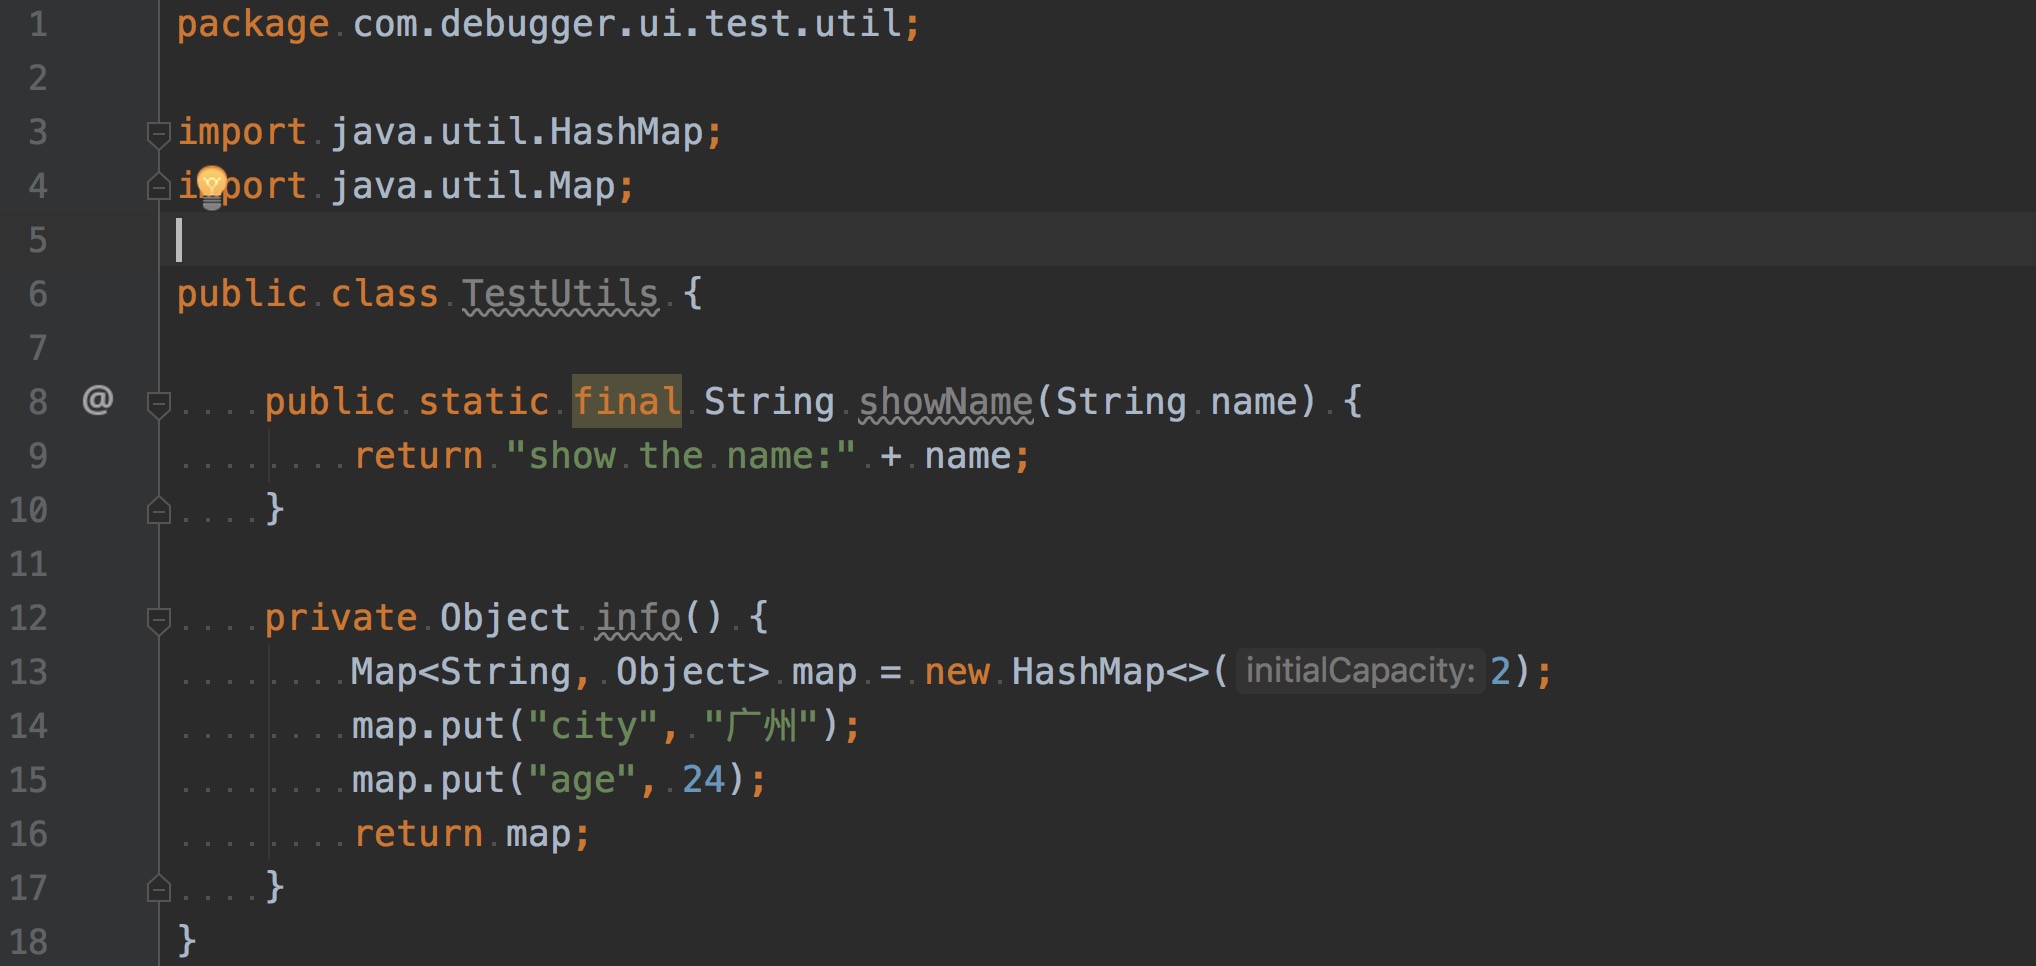 1 package com.debugger.ui.test.util;
2
3 import java.util.HashMap;
4 import java.util.Map;
5
6 public class TestUtils {
7
8 @ public static final String showName(String name) {
9 return "show the name:" + name;
10 }
11
12 private Object info() {
13 Map<String, Object> map = new HashMap<>( initialCapacity: 2);
14 map.put("city", "广州");
15 map.put("age", 24);
16 return map;
17 }
18 }